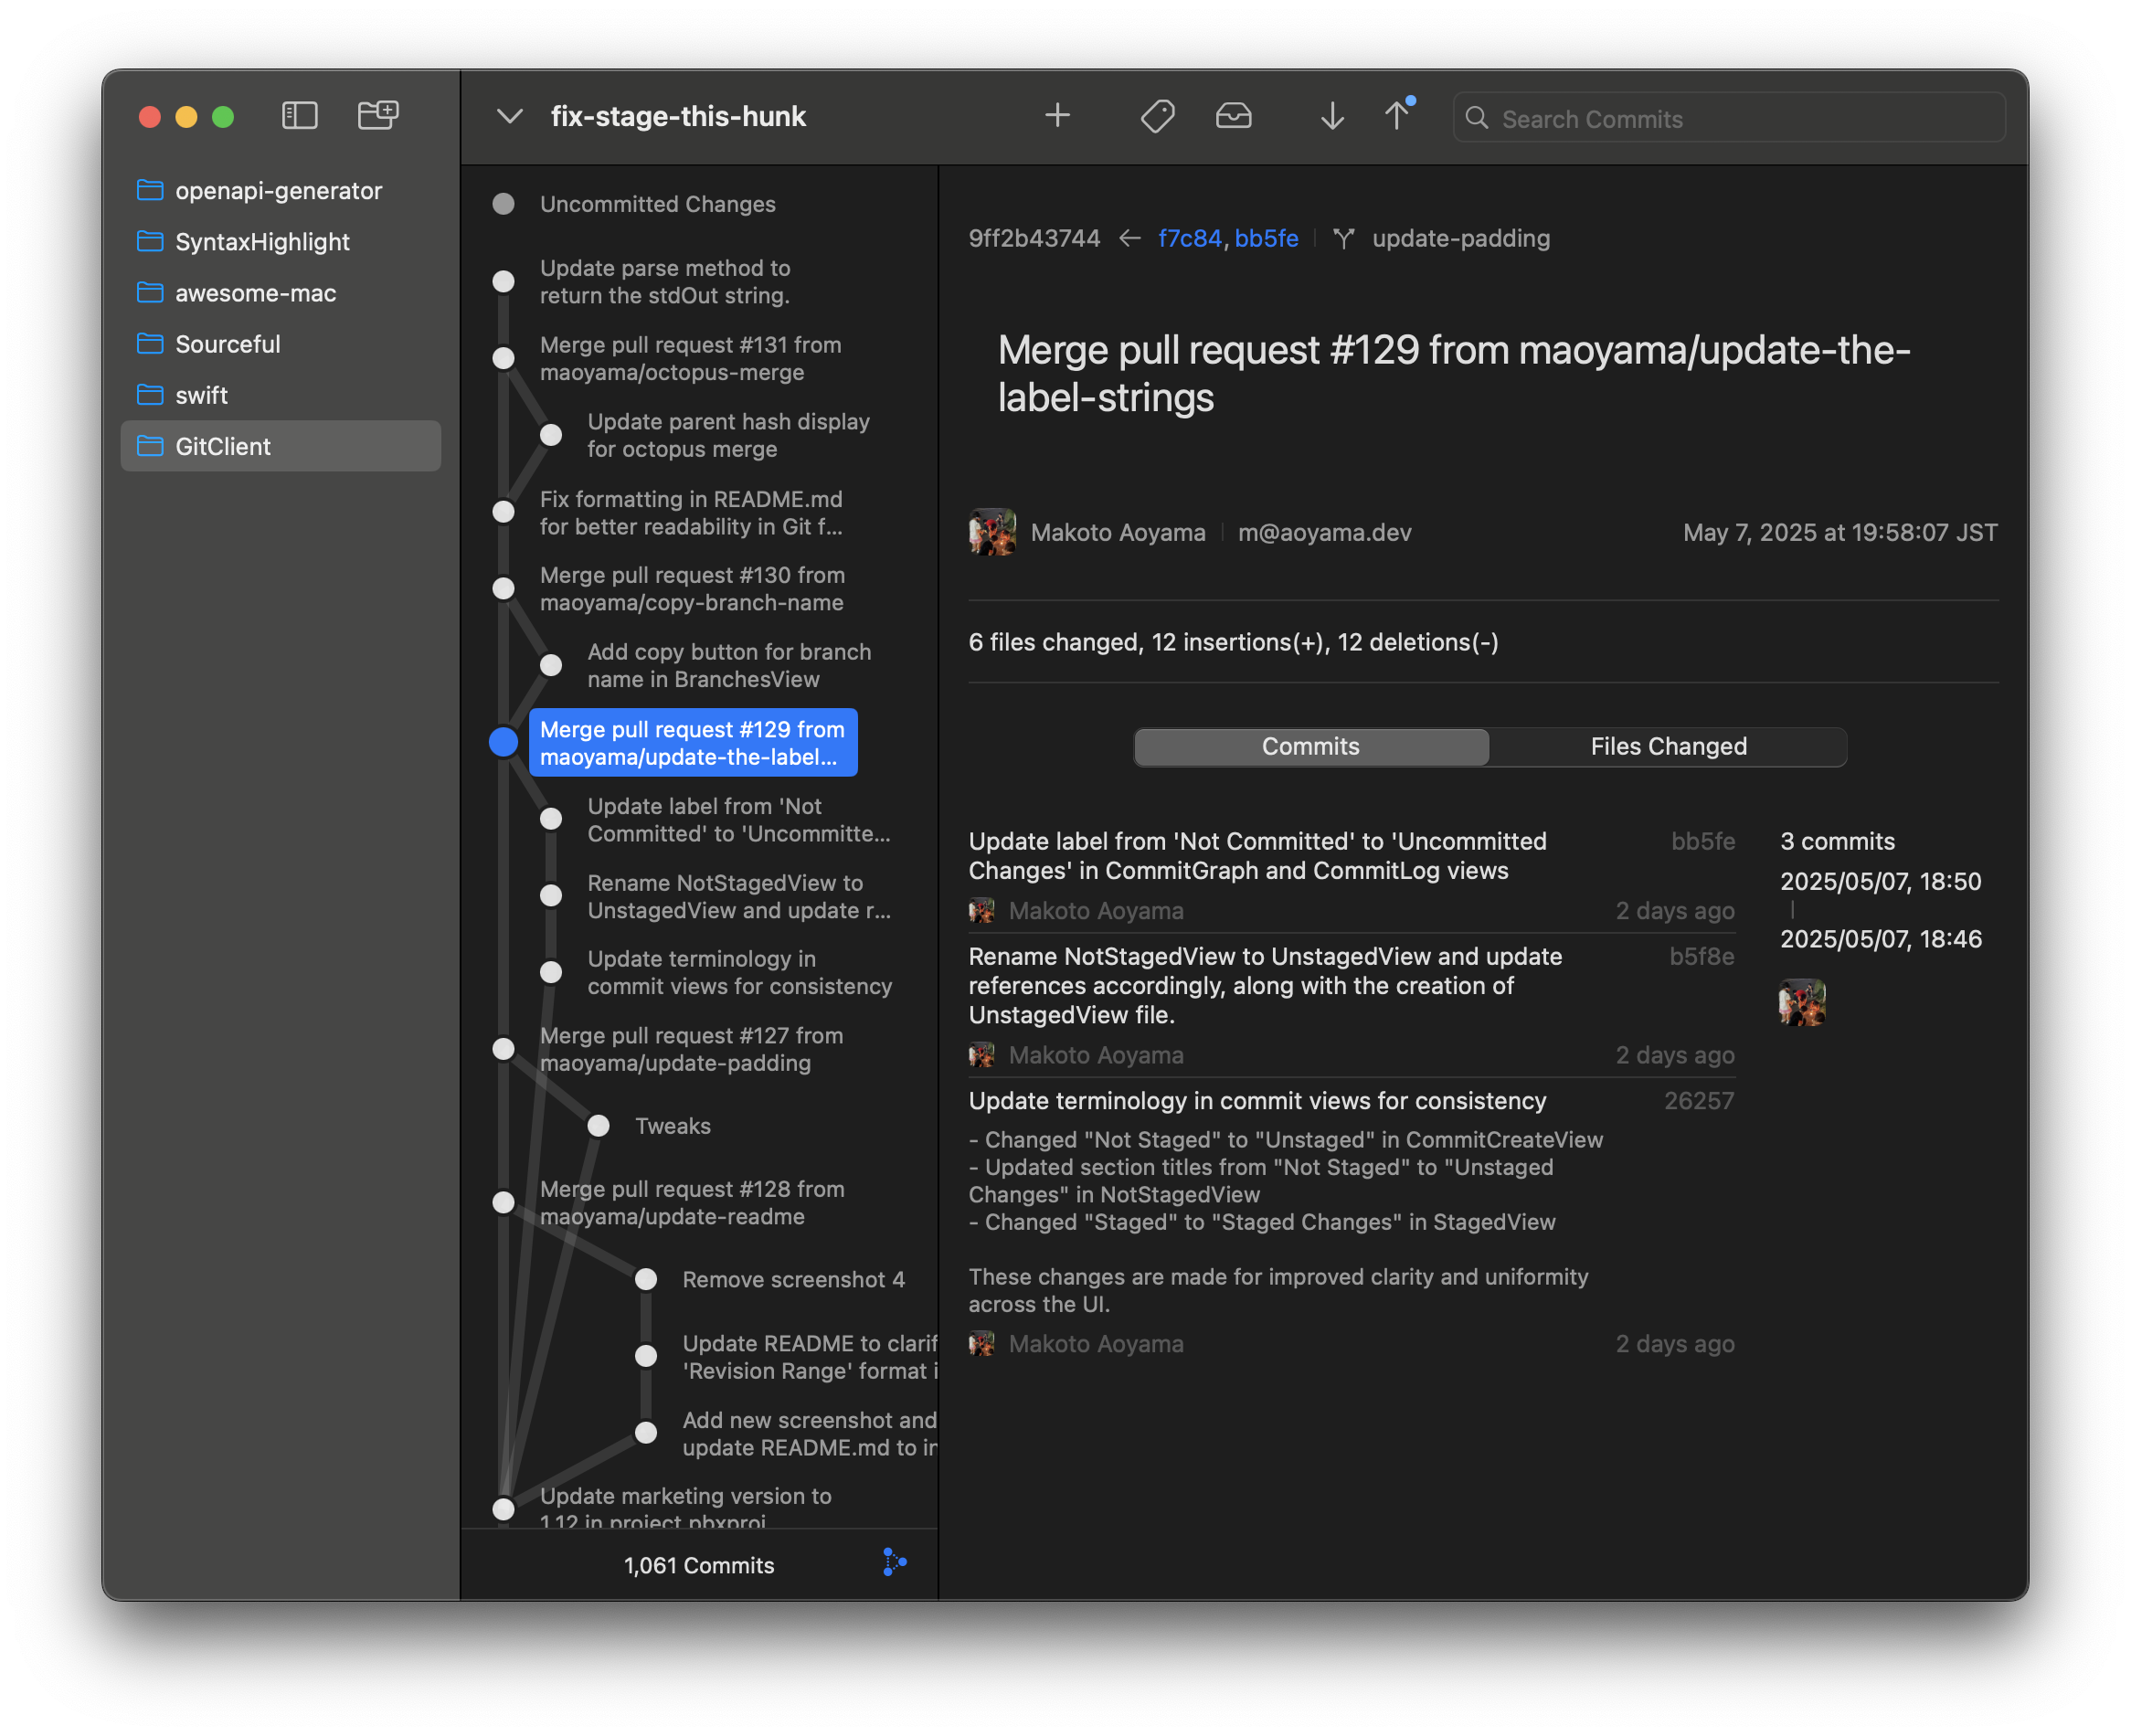 openapi-generator
SyntaxHighlight
awesome-mac
Sourceful
swift
GitClient
fix-stage-this-hunk
Search Commits
Uncommitted Changes
Update parse method to
return the stdOut string.
Merge pull request #131 from
maoyama/octopus-merge
Update parent hash display
for octopus merge
Fix formatting in README.md
for better readability in Git f...
Merge pull request #130 from
maoyama/copy-branch-name
Add copy button for branch
name in BranchesView
Merge pull request #129 from
maoyama/update-the-label...
Update label from 'Not
Committed' to 'Uncommitte...
Rename NotStagedView to
UnstagedView and update r...
Update terminology in
commit views for consistency
Merge pull request #127 from
maoyama/update-padding
Tweaks
Merge pull request #128 from
maoyama/update-readme
Remove screenshot 4
Update README to clarif
'Revision Range' format i
Add new screenshot and
update README.md to in
Update marketing version to
1.12 in project.pbxproj
1,061 Commits
9ff2b43744 ← f7c84, bb5fe update-padding
Merge pull request #129 from maoyama/update-the-
label-strings
Makoto Aoyama m@aoyama.dev May 7, 2025 at 19:58:07 JST
6 files changed, 12 insertions(+), 12 deletions(-)
Commits Files Changed
Update label from 'Not Committed' to 'Uncommitted bb5fe
Changes' in CommitGraph and CommitLog views
Makoto Aoyama 2 days ago
Rename NotStagedView to UnstagedView and update b5f8e
references accordingly, along with the creation of
UnstagedView file.
Makoto Aoyama 2 days ago
Update terminology in commit views for consistency 26257
- Changed "Not Staged" to "Unstaged" in CommitCreateView
- Updated section titles from "Not Staged" to "Unstaged
Changes" in NotStagedView
- Changed "Staged" to "Staged Changes" in StagedView
These changes are made for improved clarity and uniformity
across the UI.
Makoto Aoyama 2 days ago
3 commits
2025/05/07, 18:50
2025/05/07, 18:46